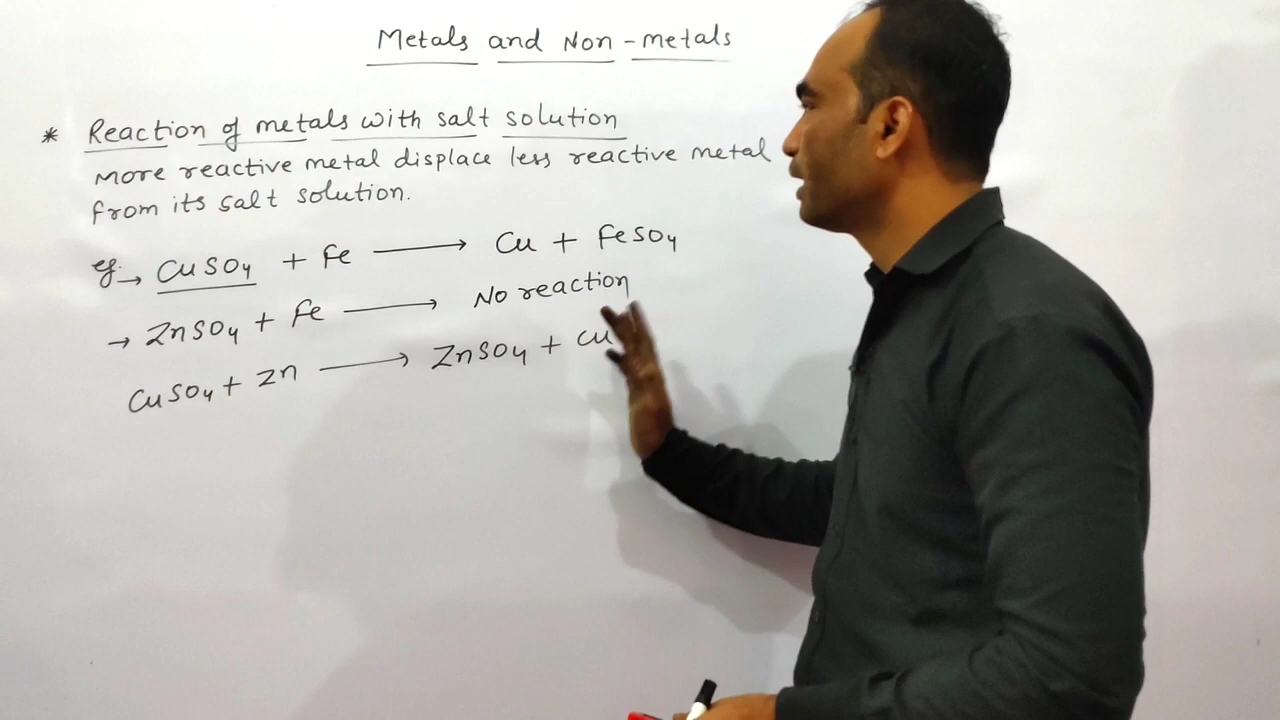 Metals and Non-metals
* Reaction of metals with salt solution
more reactive metal displace less reactive metal
from its salt solution.
eg. → CuSO4 + Fe ⟶ Cu + FeSO4
→ ZnSO4 + Fe ⟶ No reaction
CuSO4 + Zn ⟶ ZnSO4 + Cu